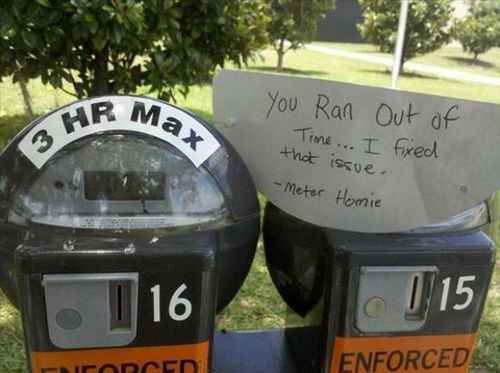 3 HR Max
You Ran Out of
Time... I fixed
that issue.
-Meter Homie
16
15
ENFORCED
ENFORCED